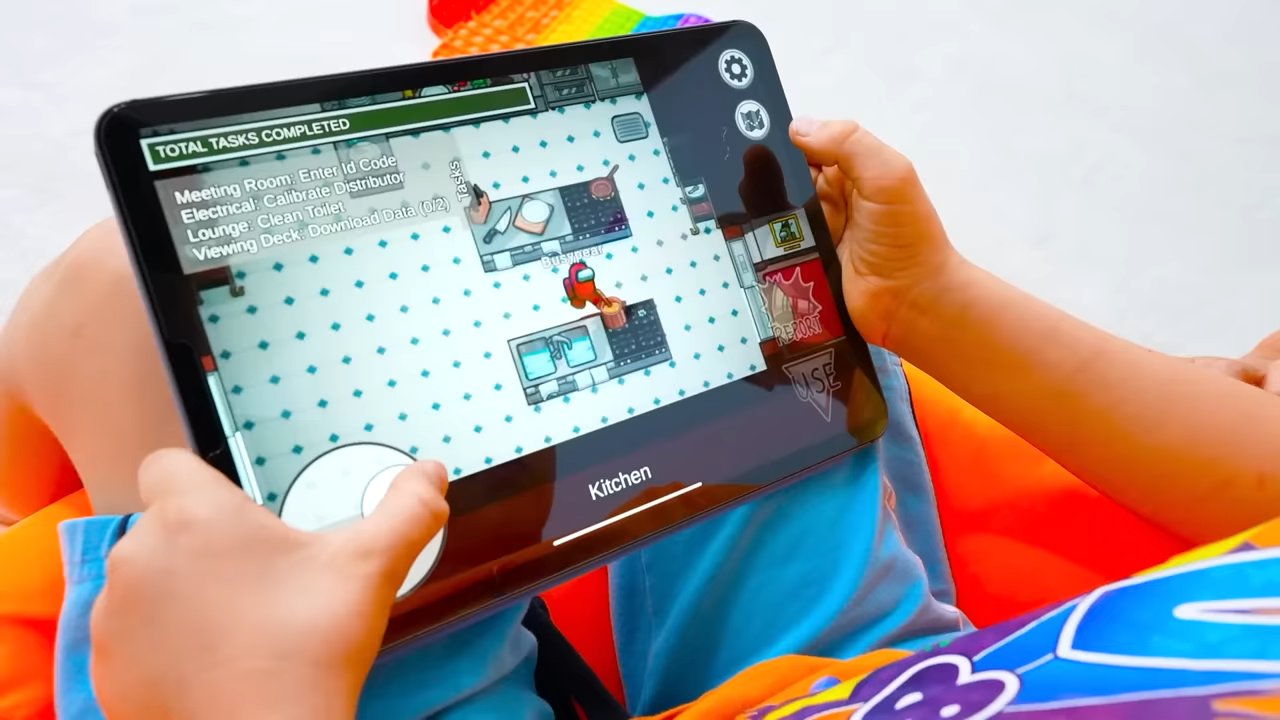 TOTAL TASKS COMPLETED
Meeting Room: Enter Id Code
Electrical: Calibrate Distributor
Lounge: Clean Toilet
Viewing Deck: Download Data (0/2)
Tasks
Busypear
REPORT
USE
Kitchen